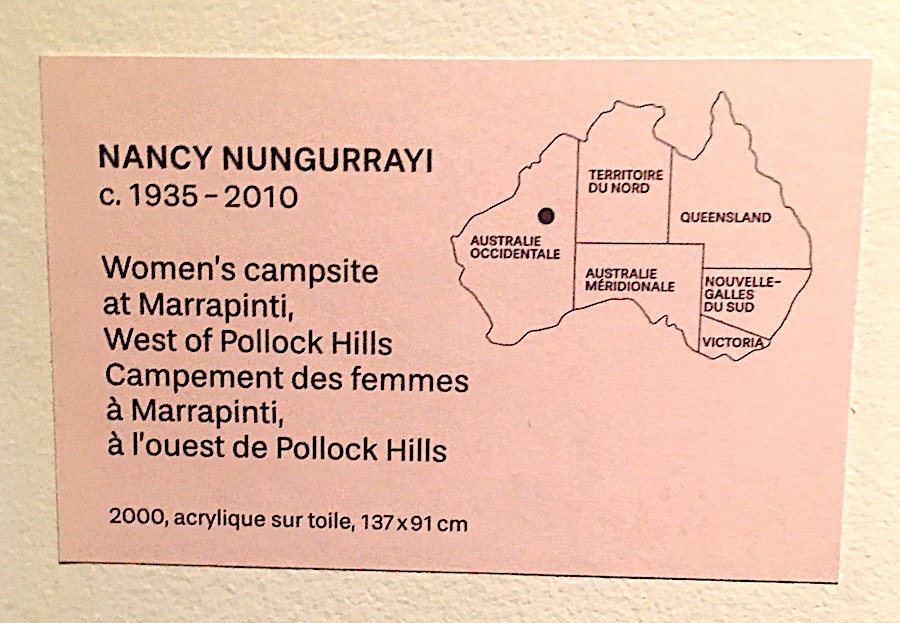 NANCY NUNGURRAYI
c. 1935 – 2010
Women's campsite
at Marrapinti,
West of Pollock Hills
Campement des femmes
à Marrapinti,
à l'ouest de Pollock Hills
2000, acrylique sur toile, 137 x 91 cm
TERRITOIRE
DU NORD
QUEENSLAND
AUSTRALIE
OCCIDENTALE
AUSTRALIE
MÉRIDIONALE
NOUVELLE-
GALLES
DU SUD
VICTORIA